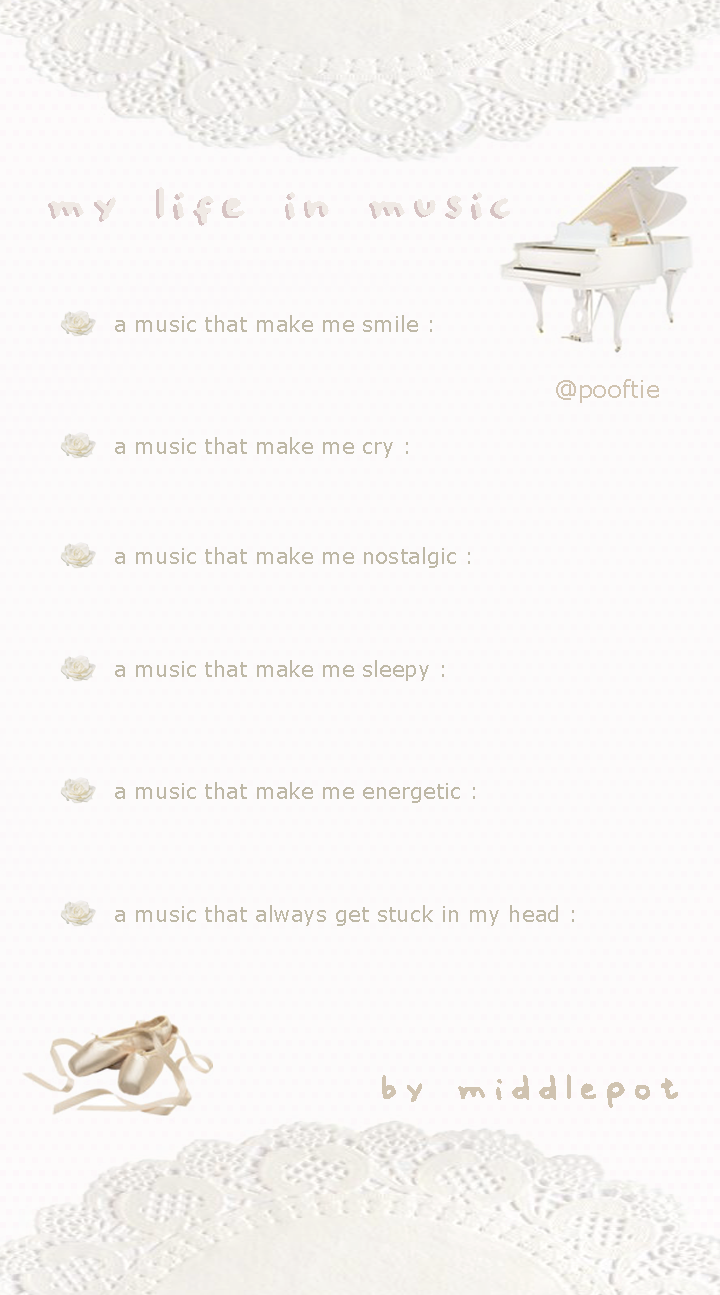 my life in music
a music that make me smile :
@pooftie
a music that make me cry :
a music that make me nostalgic :
a music that make me sleepy :
a music that make me energetic :
a music that always get stuck in my head :
by middlepot